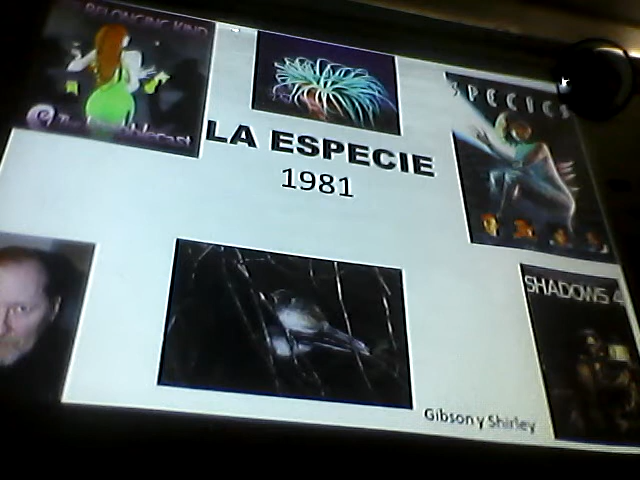 BELONGING KIND
SPECIES
LA ESPECIE
1981
SHADOWS 4
Gibson y Shirley